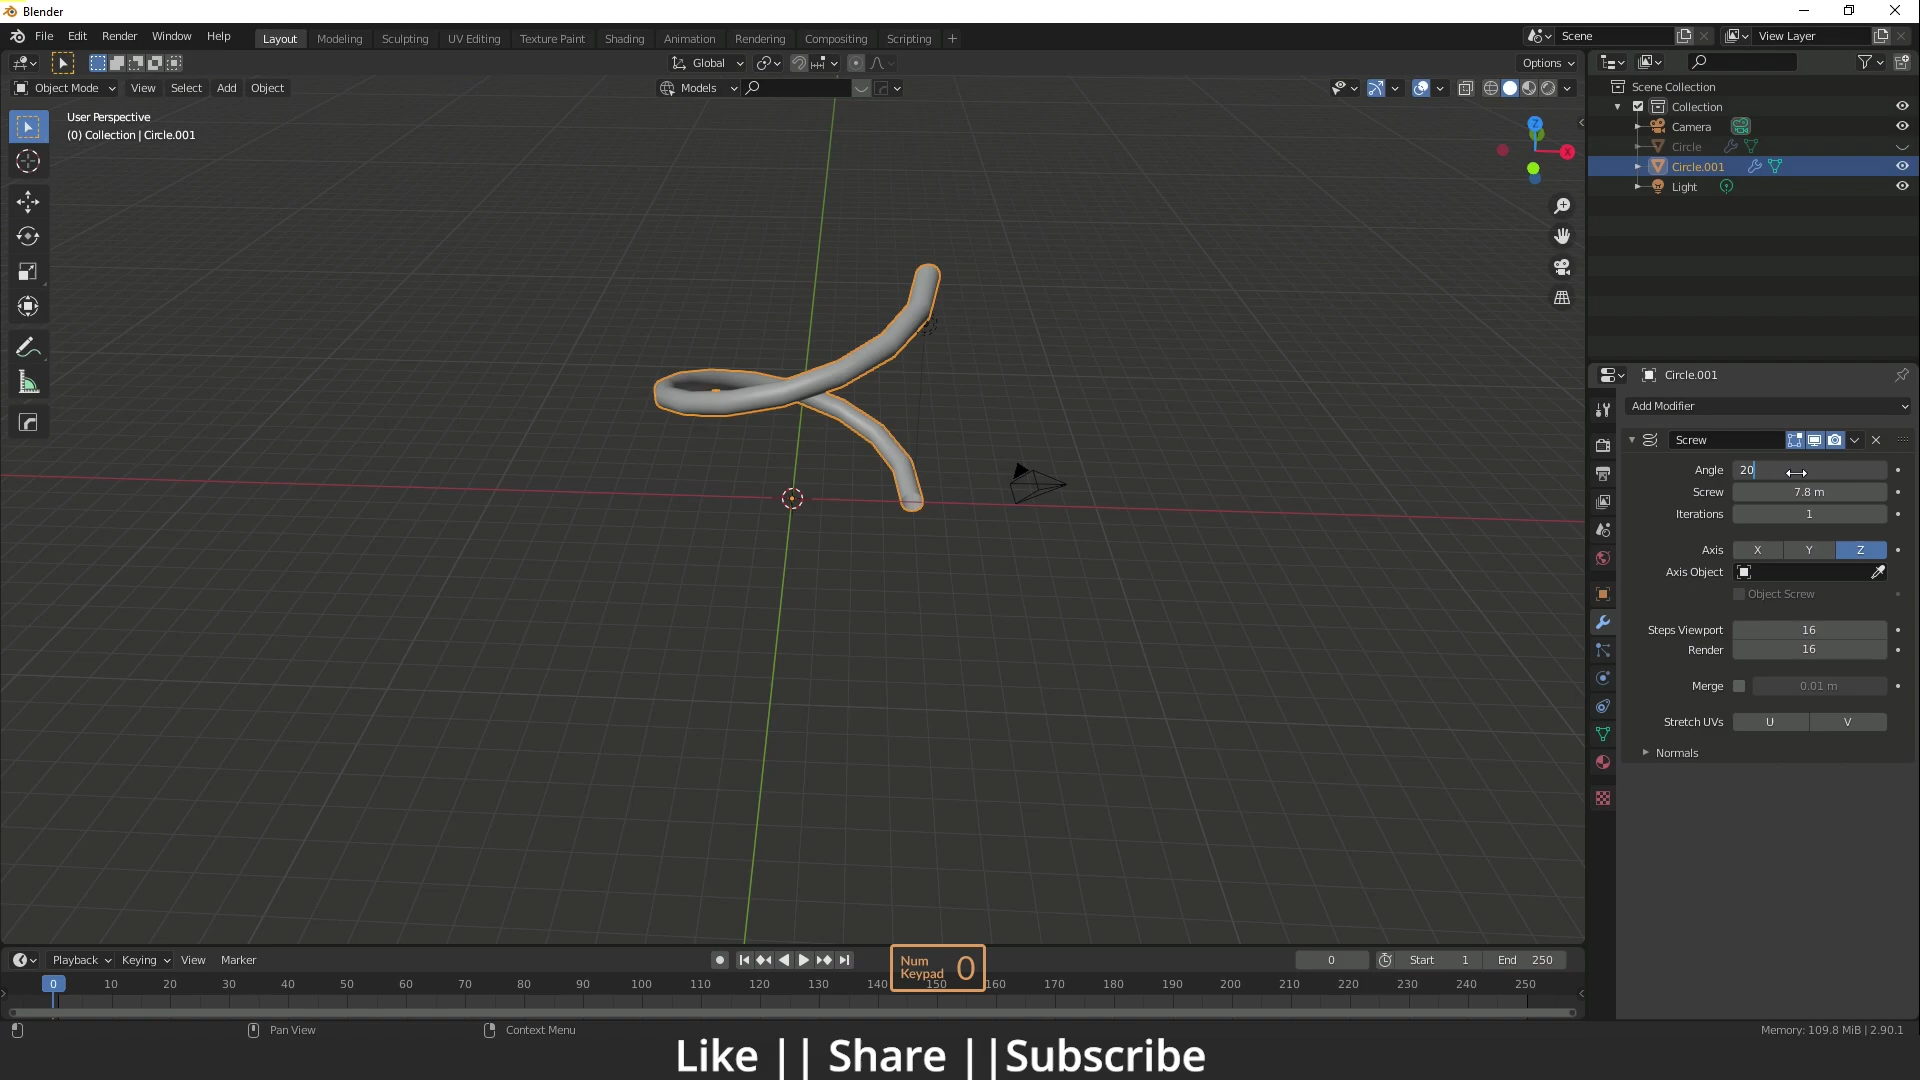 Blender
File Edit Render Window Help
Layout Modeling Sculpting UV Editing Texture Paint Shading Animation Rendering Compositing Scripting +
Scene
View Layer
Global
Options
Object Mode View Select Add Object
Models
User Perspective
(0) Collection | Circle.001
Z
X
Scene Collection
Collection
Camera
Circle
Circle.001
Light
Circle.001
Add Modifier
Screw
Angle 20
Screw 7.8 m
Iterations 1
Axis X Y Z
Axis Object
Object Screw
Steps Viewport 16
Render 16
Merge 0.01 m
Stretch UVs U V
Normals
Playback Keying View Marker
0 Start 1 End 250
Num
Keypad 0
0 10 20 30 40 50 60 70 80 90 100 110 120 130 140 150 160 170 180 190 200 210 220 230 240 250
Pan View Context Menu
Memory: 109.8 MiB | 2.90.1
Like || Share ||Subscribe